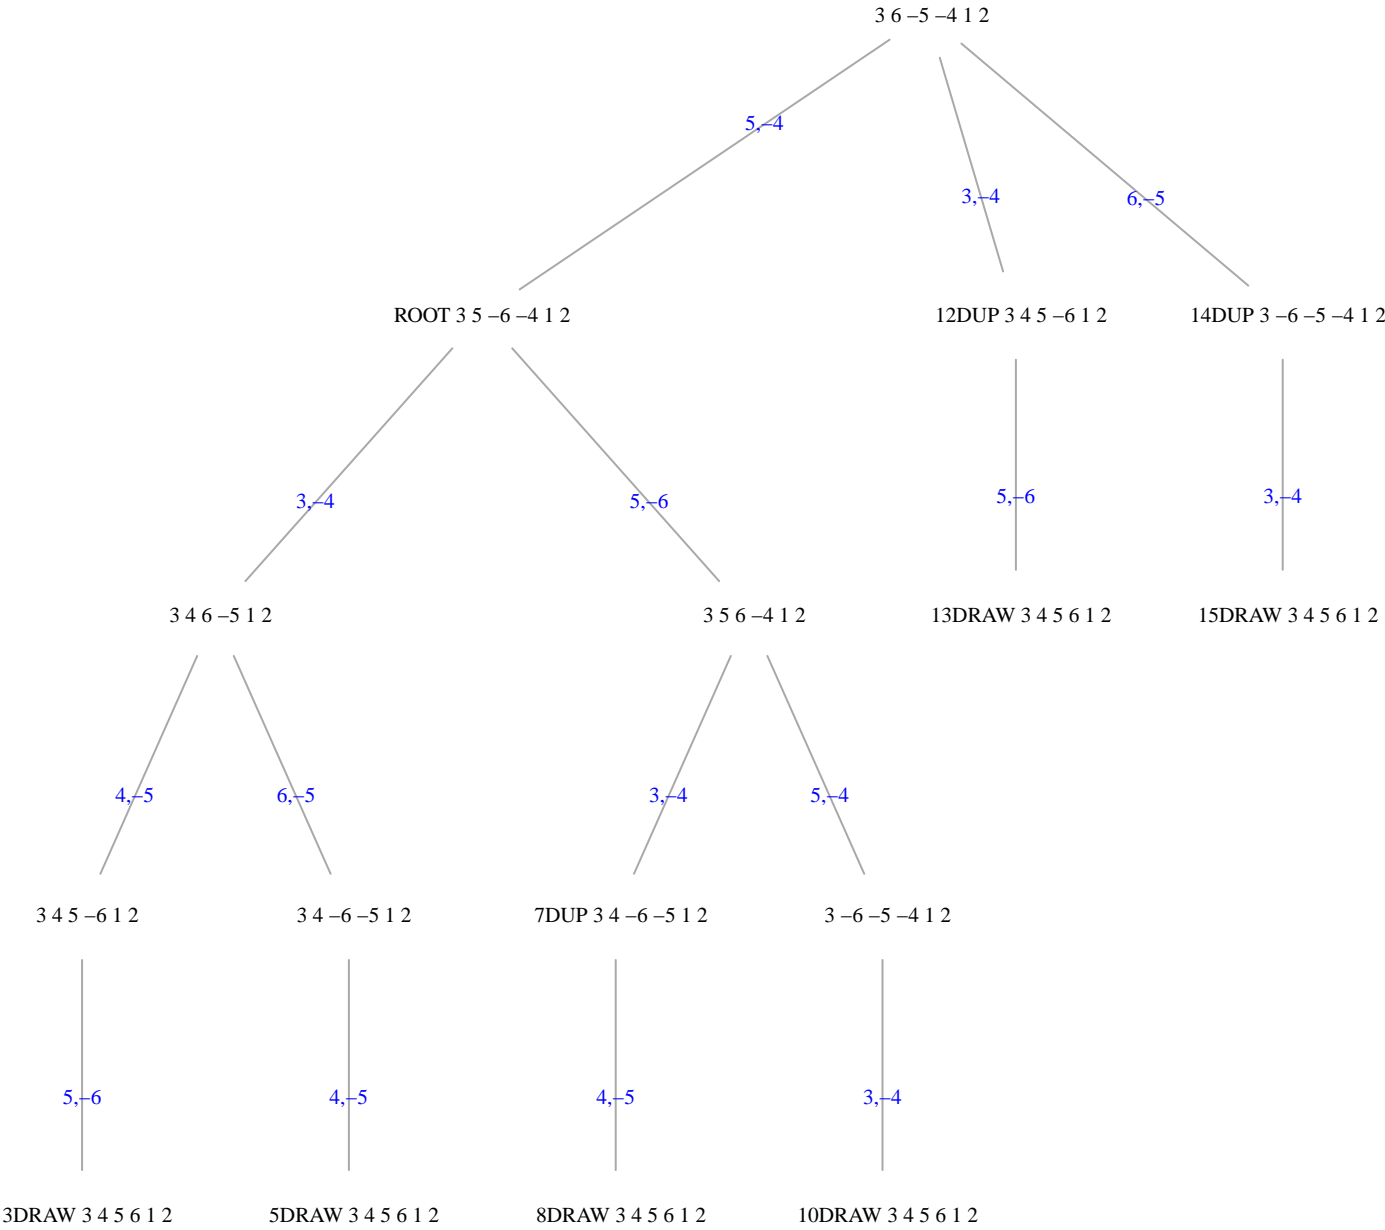 3 6 –5 –4 1 2
5,–4
3,–4
6,–5
ROOT 3 5 –6 –4 1 2
12DUP 3 4 5 –6 1 2
14DUP 3 –6 –5 –4 1 2
3,–4
5,–6
5,–6
3,–4
3 4 6 –5 1 2
3 5 6 –4 1 2
13DRAW 3 4 5 6 1 2
15DRAW 3 4 5 6 1 2
4,–5
6,–5
3,–4
5,–4
3 4 5 –6 1 2
3 4 –6 –5 1 2
7DUP 3 4 –6 –5 1 2
3 –6 –5 –4 1 2
5,–6
4,–5
4,–5
3,–4
3DRAW 3 4 5 6 1 2
5DRAW 3 4 5 6 1 2
8DRAW 3 4 5 6 1 2
10DRAW 3 4 5 6 1 2